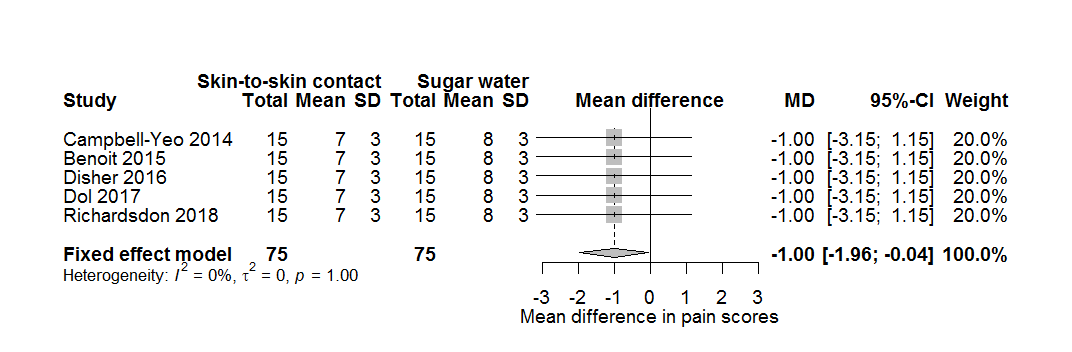 Skin-to-skin contact Sugar water
Study Total Mean SD Total Mean SD Mean difference MD 95%-CI Weight
Campbell-Yeo 2014 15 7 3 15 8 3 -1.00 [-3.15; 1.15] 20.0%
Benoit 2015 15 7 3 15 8 3 -1.00 [-3.15; 1.15] 20.0%
Disher 2016 15 7 3 15 8 3 -1.00 [-3.15; 1.15] 20.0%
Dol 2017 15 7 3 15 8 3 -1.00 [-3.15; 1.15] 20.0%
Richardsdon 2018 15 7 3 15 8 3 -1.00 [-3.15; 1.15] 20.0%
Fixed effect model 75 75 -1.00 [-1.96; -0.04] 100.0%
Heterogeneity: I² = 0%, τ² = 0, p = 1.00
-3 -2 -1 0 1 2 3
Mean difference in pain scores